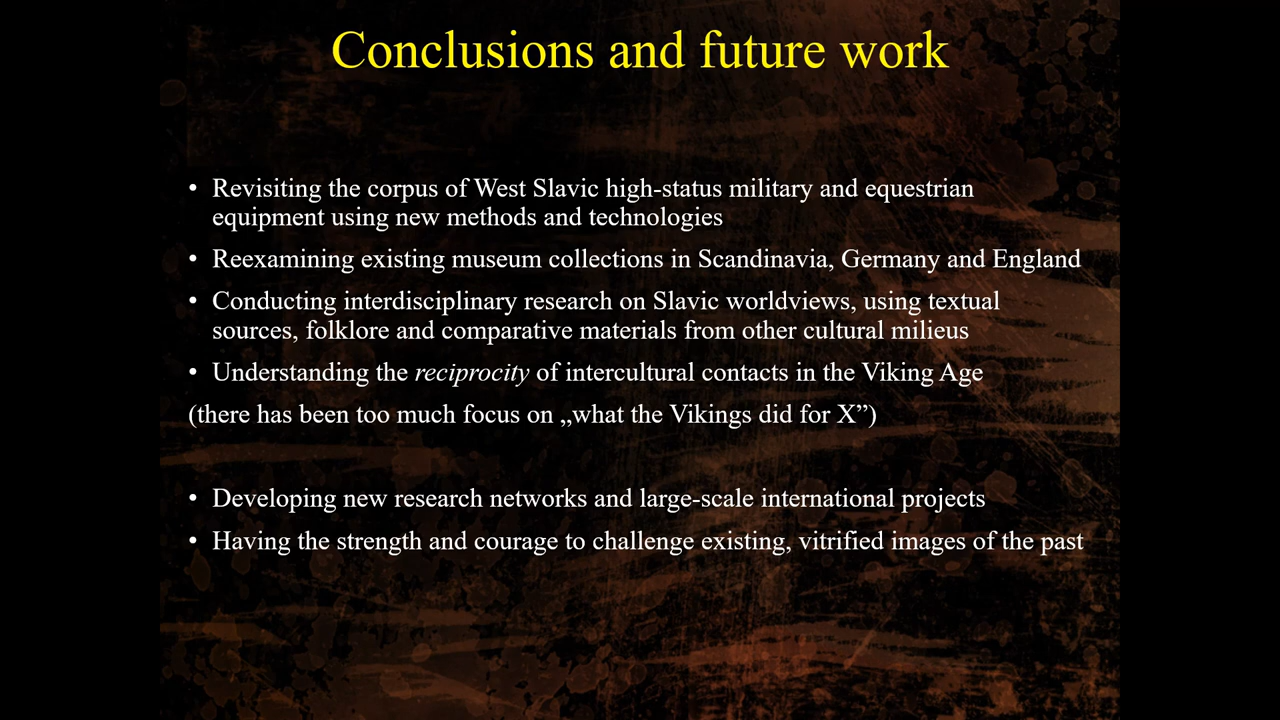 Conclusions and future work
• Revisiting the corpus of West Slavic high-status military and equestrian
equipment using new methods and technologies
• Reexamining existing museum collections in Scandinavia, Germany and England
• Conducting interdisciplinary research on Slavic worldviews, using textual
sources, folklore and comparative materials from other cultural milieus
• Understanding the reciprocity of intercultural contacts in the Viking Age
(there has been too much focus on „what the Vikings did for X”)
• Developing new research networks and large-scale international projects
• Having the strength and courage to challenge existing, vitrified images of the past